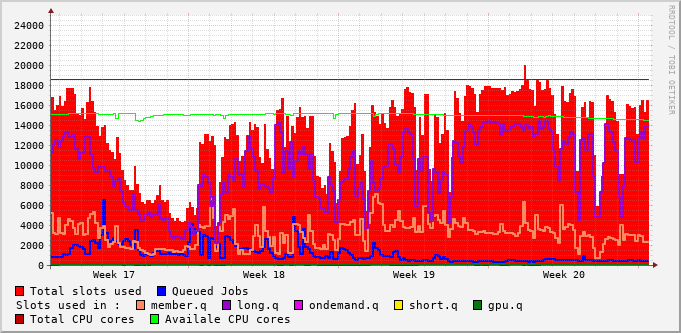 24000
22000
20000
18000
16000
14000
12000
10000
8000
6000
4000
2000
0
Week 17 Week 18 Week 19 Week 20
Total slots used Queued Jobs
Slots used in : member.q long.q ondemand.q short.q gpu.q
Total CPU cores Availale CPU cores
RRDTOOL / TOBI OETIKER